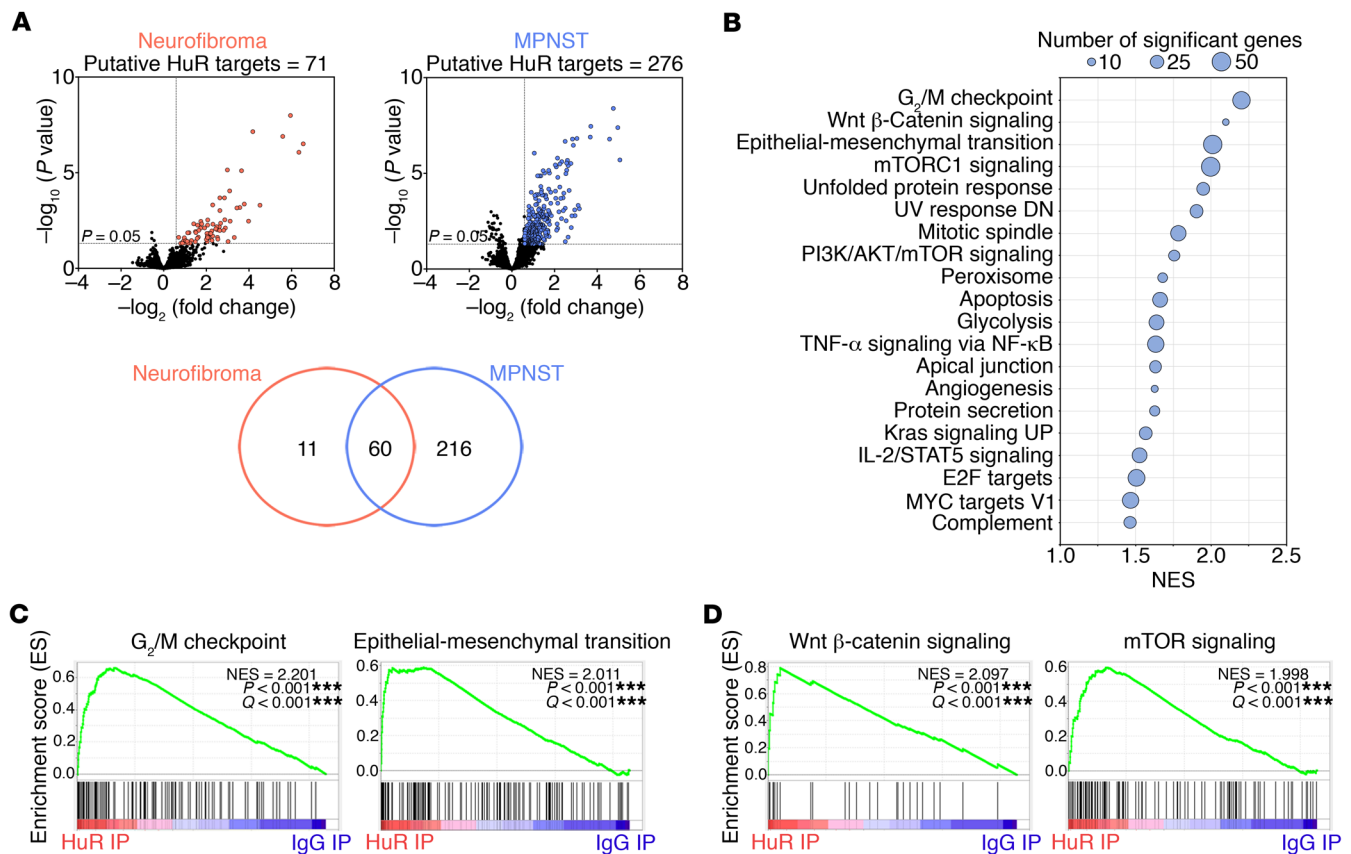 A
Neurofibroma
Putative HuR targets = 71
10
5
0
–log10 (P value)
P = 0.05
–4 –2 0 2 4 6 8
–log2 (fold change)
MPNST
Putative HuR targets = 276
10
5
0
–log10 (P value)
P = 0.05
–4 –2 0 2 4 6 8
–log2 (fold change)
Neurofibroma
MPNST
11
60
216
B
Number of significant genes
10 25 50
G2/M checkpoint
Wnt β-Catenin signaling
Epithelial-mesenchymal transition
mTORC1 signaling
Unfolded protein response
UV response DN
Mitotic spindle
PI3K/AKT/mTOR signaling
Peroxisome
Apoptosis
Glycolysis
TNF-α signaling via NF-κB
Apical junction
Angiogenesis
Protein secretion
Kras signaling UP
IL-2/STAT5 signaling
E2F targets
MYC targets V1
Complement
1.0 1.5 2.0 2.5
NES
C
Enrichment score (ES)
G2/M checkpoint
0.6
0.4
0.2
0.0
NES = 2.201
P < 0.001***
Q < 0.001***
HuR IP
IgG IP
Epithelial-mesenchymal transition
0.6
0.4
0.2
0
NES = 2.011
P < 0.001***
Q < 0.001***
HuR IP
IgG IP
D
Enrichment score (ES)
Wnt β-catenin signaling
0.8
0.6
0.4
0.2
0
NES = 2.097
P < 0.001***
Q < 0.001***
HuR IP
IgG IP
mTOR signaling
0.6
0.4
0.2
0
NES = 1.998
P < 0.001***
Q < 0.001***
HuR IP
IgG IP